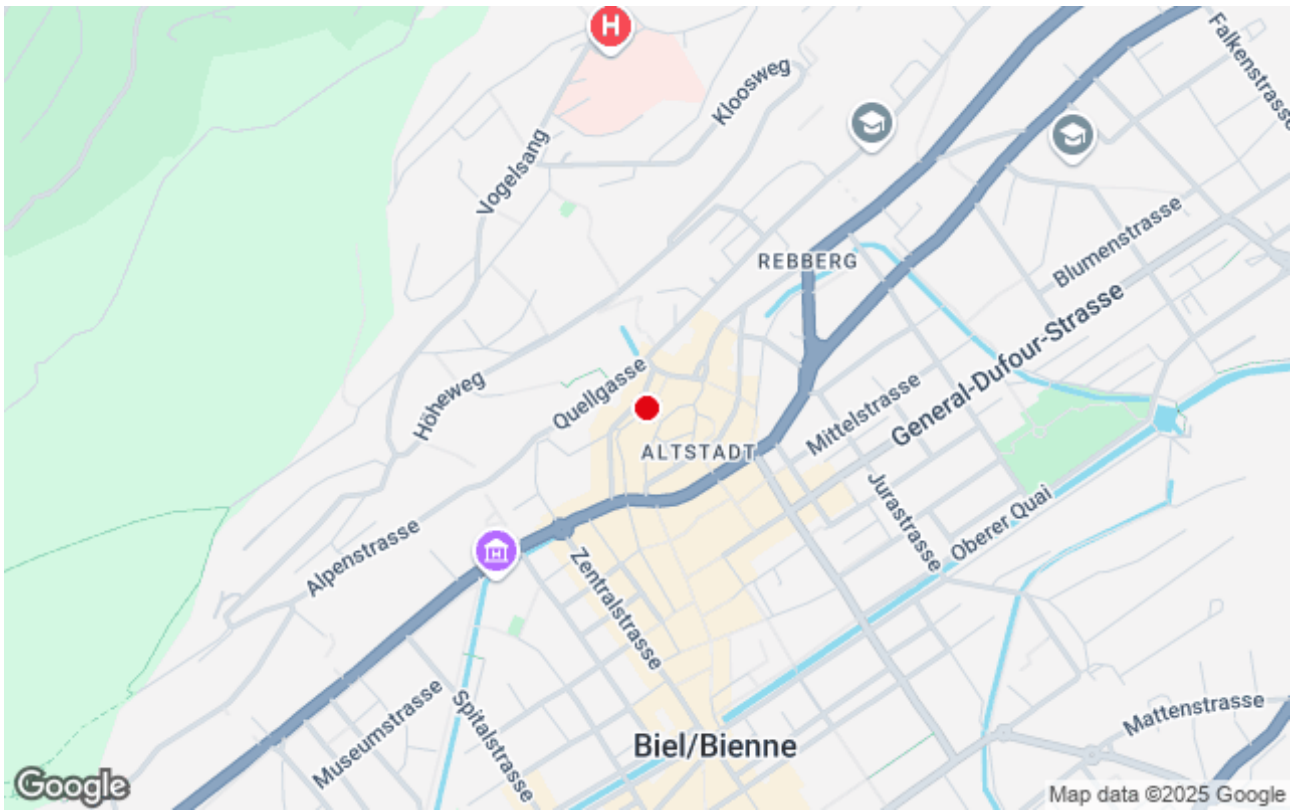 H
Falkenstrasse
Kloosweg
Vogelsang
Blumenstrasse
REBBERG
General-Dufour-Strasse
Quellgasse
Höheweg
Mittelstrasse
ALTSTADT
Jurastrasse
Oberer Quai
Alpenstrasse
Zentralstrasse
Museumstrasse
Spitalstrasse
Mattenstrasse
Biel/Bienne
Google
Map data ©2025 Google